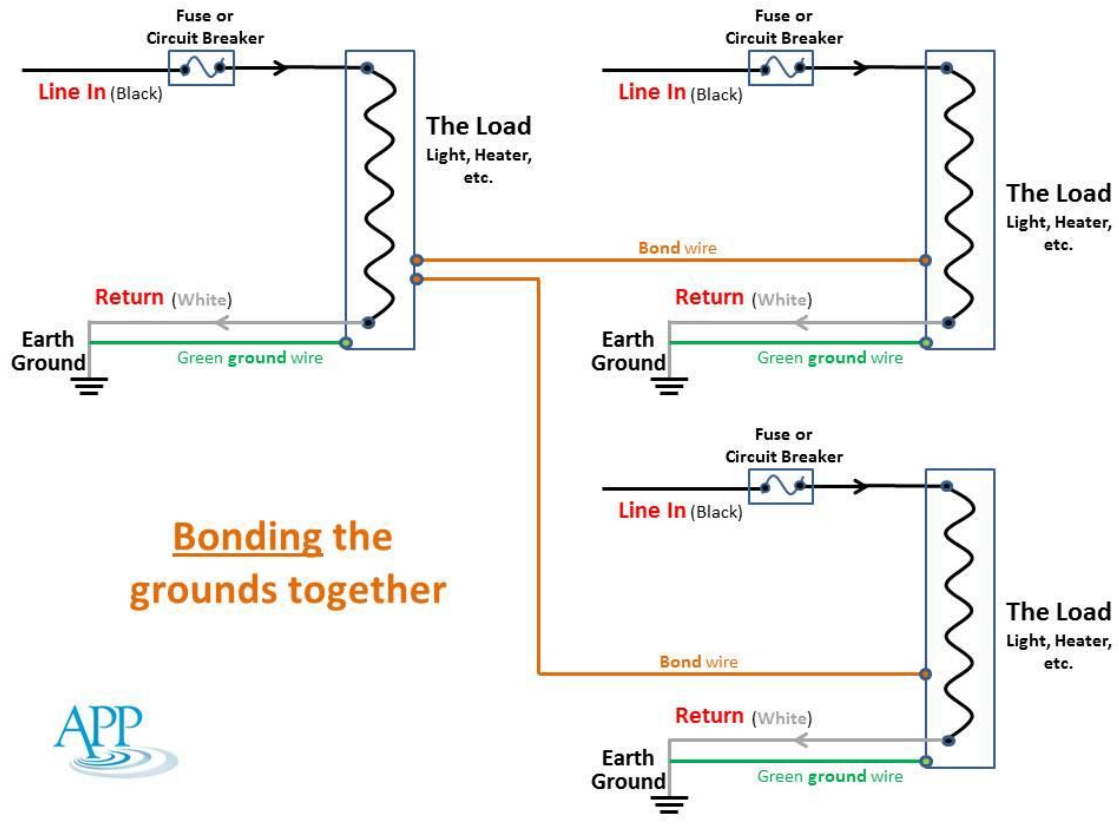 Fuse or
Circuit Breaker
Line In (Black)
The Load
Light, Heater,
etc.
Return (White)
Earth
Ground
Green ground wire
Fuse or
Circuit Breaker
Line In (Black)
The Load
Light, Heater,
etc.
Bond wire
Return (White)
Earth
Ground
Green ground wire
Fuse or
Circuit Breaker
Line In (Black)
The Load
Light, Heater,
etc.
Bond wire
Return (White)
Earth
Ground
Green ground wire
Bonding the
grounds together
APP